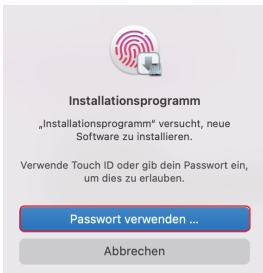 Installationsprogramm
„Installationsprogramm“ versucht, neue
Software zu installieren.
Verwende Touch ID oder gib dein Passwort ein,
um dies zu erlauben.
Passwort verwenden ...
Abbrechen